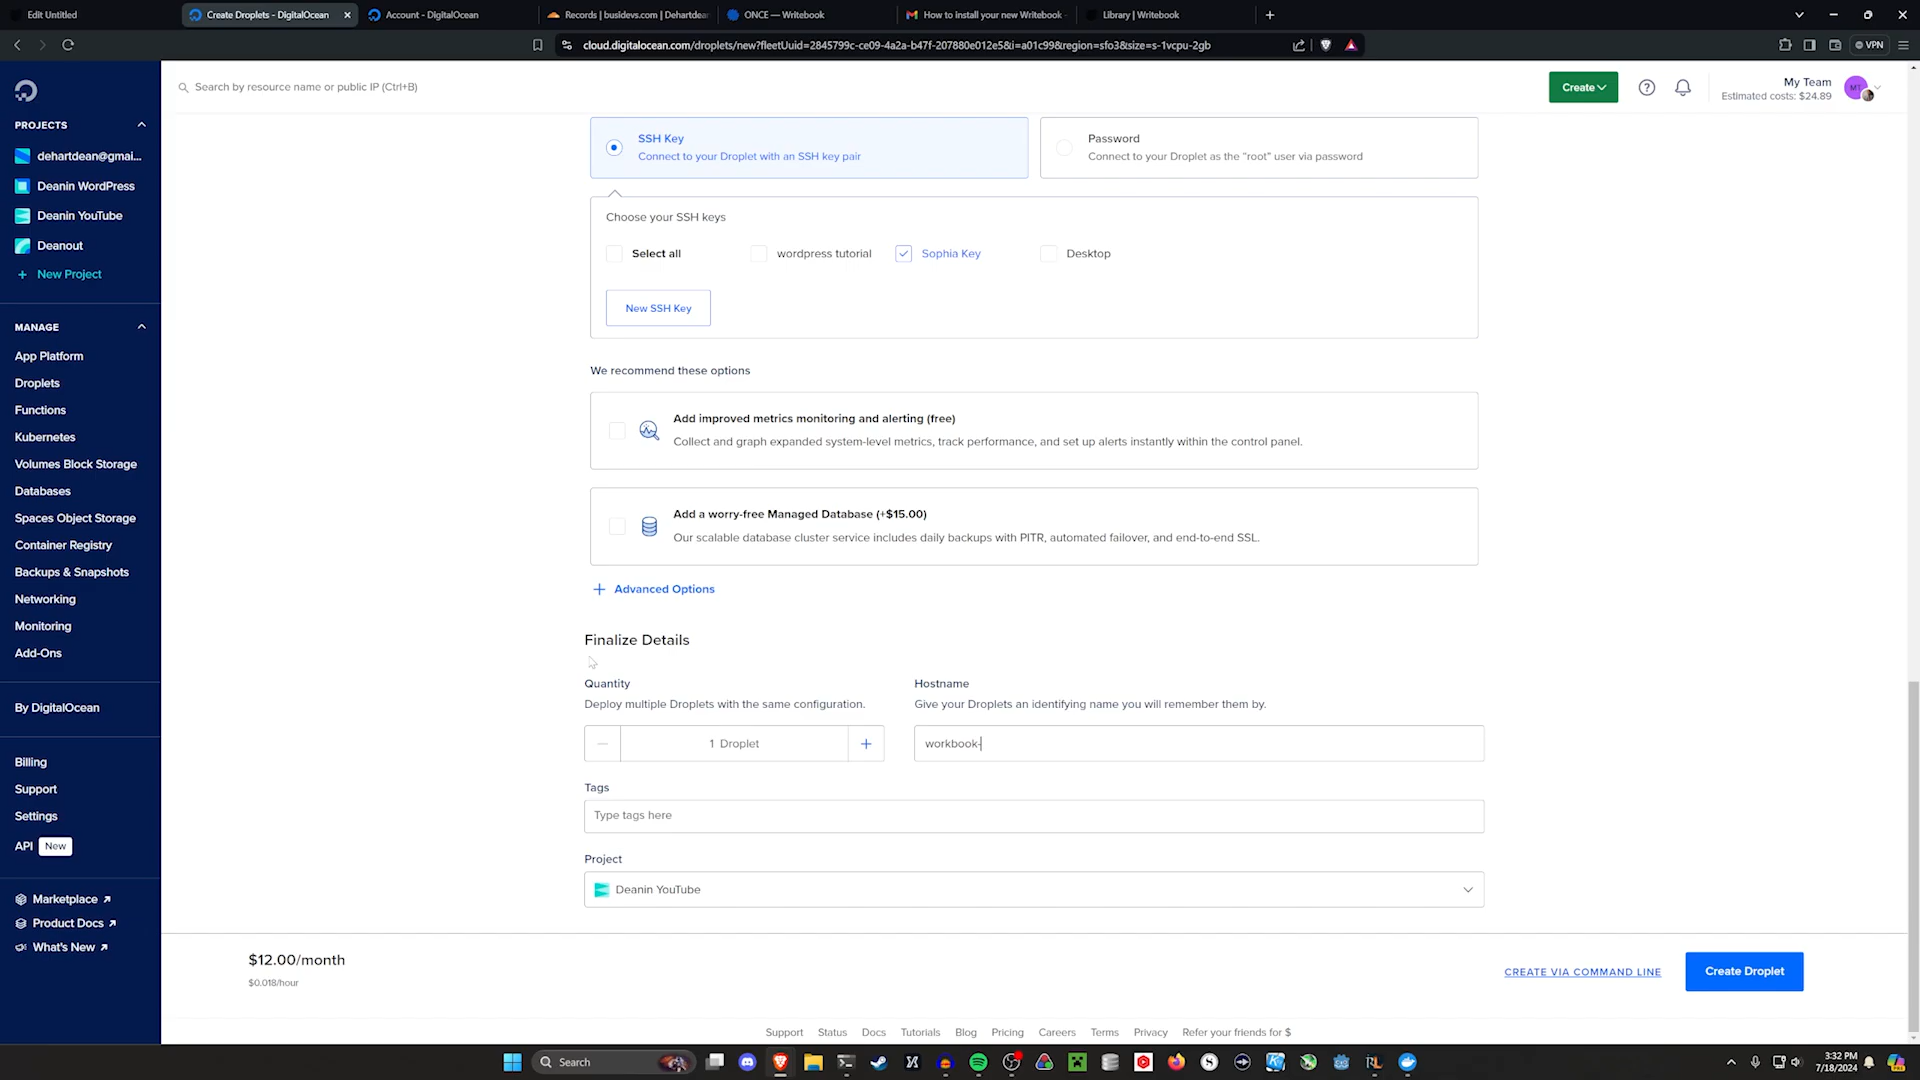 Edit Untitled
Create Droplets - DigitalOcean
Account - DigitalOcean
Records | busidevs.com | Dehartdean
ONCE — Writebook
How to install your new Writebook -
Library | Writebook
cloud.digitalocean.com/droplets/new?fleetUuid=2845799c-ce09-4a2a-b47f-207880e012e5&i=a01c99&region=sfo3&size=s-1vcpu-2gb
VPN
Search by resource name or public IP (Ctrl+B)
Create
My Team
Estimated costs: $24.89
MT
PROJECTS
dehartdean@gmai...
Deanin WordPress
Deanin YouTube
Deanout
New Project
MANAGE
App Platform
Droplets
Functions
Kubernetes
Volumes Block Storage
Databases
Spaces Object Storage
Container Registry
Backups & Snapshots
Networking
Monitoring
Add-Ons
By DigitalOcean
Billing
Support
Settings
API New
Marketplace
Product Docs
What's New
SSH Key
Connect to your Droplet with an SSH key pair
Password
Connect to your Droplet as the "root" user via password
Choose your SSH keys
Select all
wordpress tutorial
Sophia Key
Desktop
New SSH Key
We recommend these options
Add improved metrics monitoring and alerting (free)
Collect and graph expanded system-level metrics, track performance, and set up alerts instantly within the control panel.
Add a worry-free Managed Database (+$15.00)
Our scalable database cluster service includes daily backups with PITR, automated failover, and end-to-end SSL.
Advanced Options
Finalize Details
Quantity
Deploy multiple Droplets with the same configuration.
1 Droplet
Hostname
Give your Droplets an identifying name you will remember them by.
workbook-
Tags
Type tags here
Project
Deanin YouTube
$12.00/month
$0.018/hour
CREATE VIA COMMAND LINE
Create Droplet
Support Status Docs Tutorials Blog Pricing Careers Terms Privacy Refer your friends for $
Search
3:32 PM
7/18/2024